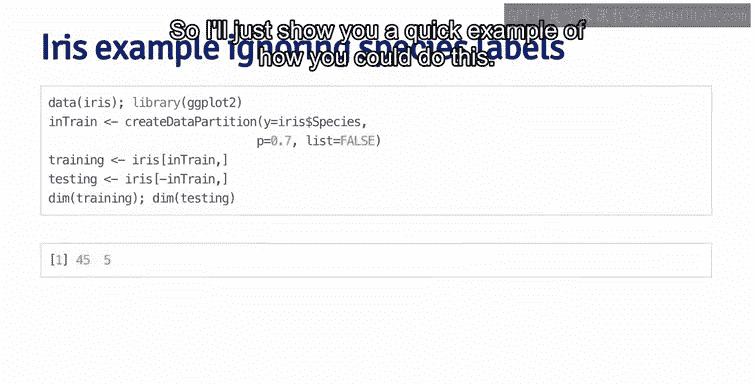 So I'll just show you a quick example of
how you could do this.
Iris example ignoring species labels
data(iris); library(ggplot2)
inTrain <- createDataPartition(y=iris$Species,
p=0.7, list=FALSE)
training <- iris[inTrain,]
testing <- iris[-inTrain,]
dim(training); dim(testing)
[1] 45 5